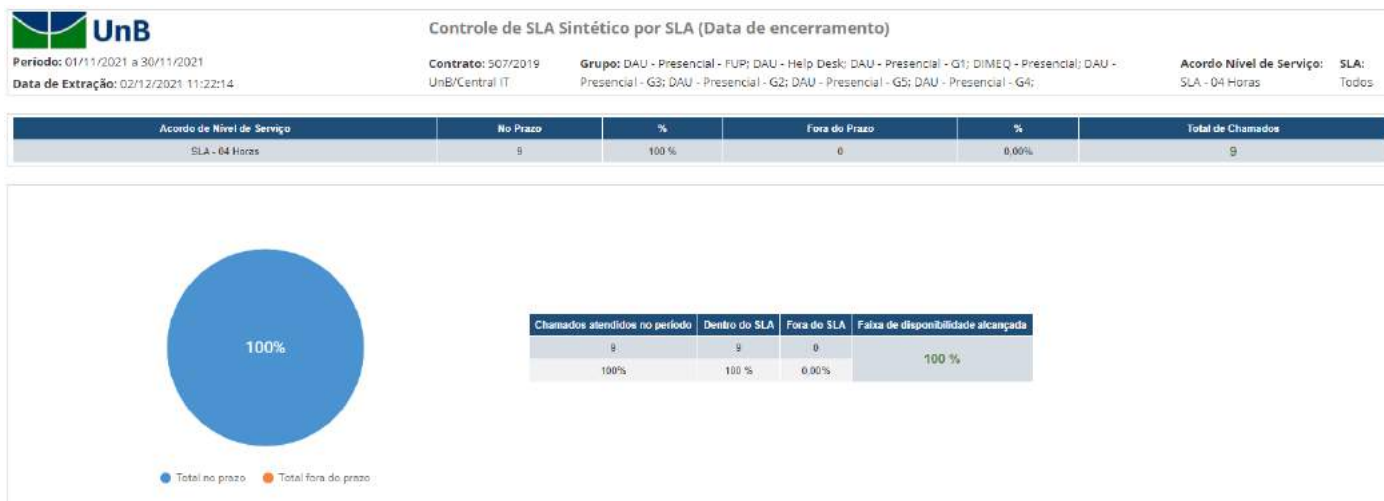 UnB
Controle de SLA Sintético por SLA (Data de encerramento)
Período: 01/11/2021 a 30/11/2021
Data de Extração: 02/12/2021 11:22:14
Contrato: 507/2019
UnB/Central IT
Grupo: DAU - Presencial - FUP; DAU - Help Desk; DAU - Presencial - G1; DIMEQ - Presencial; DAU -
Presencial - G3; DAU - Presencial - G2; DAU - Presencial - G5; DAU - Presencial - G4;
Acordo Nível de Serviço:
SLA - 04 Horas
SLA:
Todos
Acordo de Nível de Serviço No Prazo % Fora do Prazo % Total de Chamados
SLA - 04 Horas 9 100 % 0 0,00% 9
100%
Total no prazo Total fora do prazo
Chamados atendidos no período Dentro do SLA Fora do SLA Faixa de disponibilidade alcançada
9 9 0 100 %
100% 100 % 0,00%